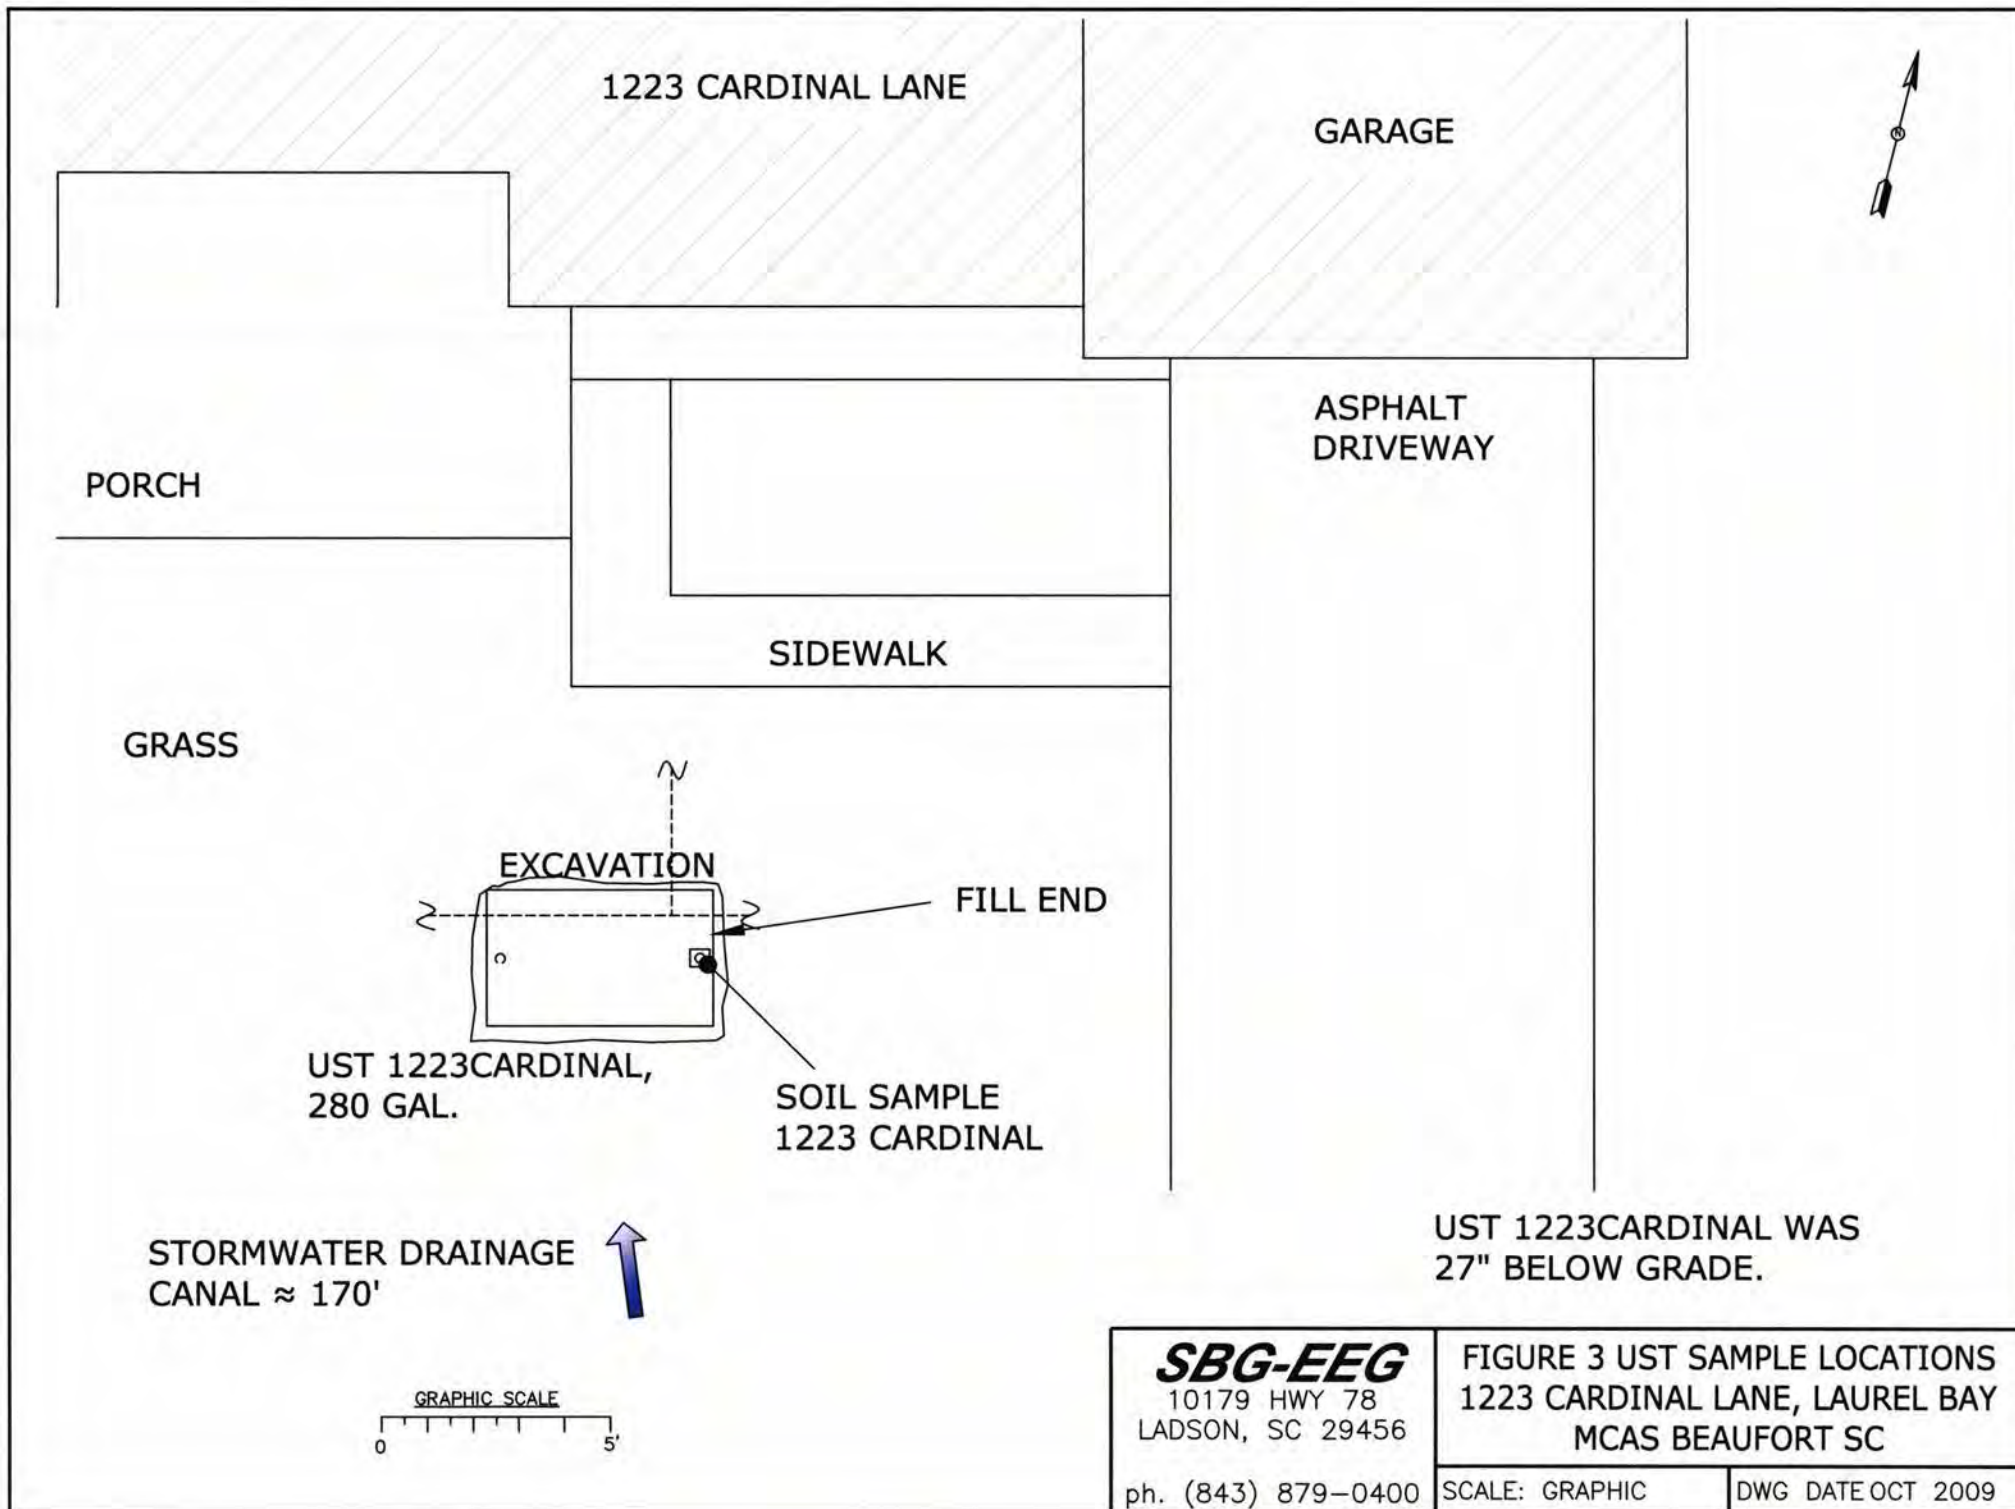 1223 CARDINAL LANE
GARAGE
N
ASPHALT
DRIVEWAY
PORCH
SIDEWALK
GRASS
EXCAVATION
FILL END
UST 1223CARDINAL,
280 GAL.
SOIL SAMPLE
1223 CARDINAL
STORMWATER DRAINAGE
CANAL ≈ 170'
UST 1223CARDINAL WAS
27" BELOW GRADE.
GRAPHIC SCALE
0 5'
SBG-EEG
10179 HWY 78
LADSON, SC 29456
ph. (843) 879-0400
FIGURE 3 UST SAMPLE LOCATIONS
1223 CARDINAL LANE, LAUREL BAY
MCAS BEAUFORT SC
SCALE: GRAPHIC
DWG DATE OCT 2009